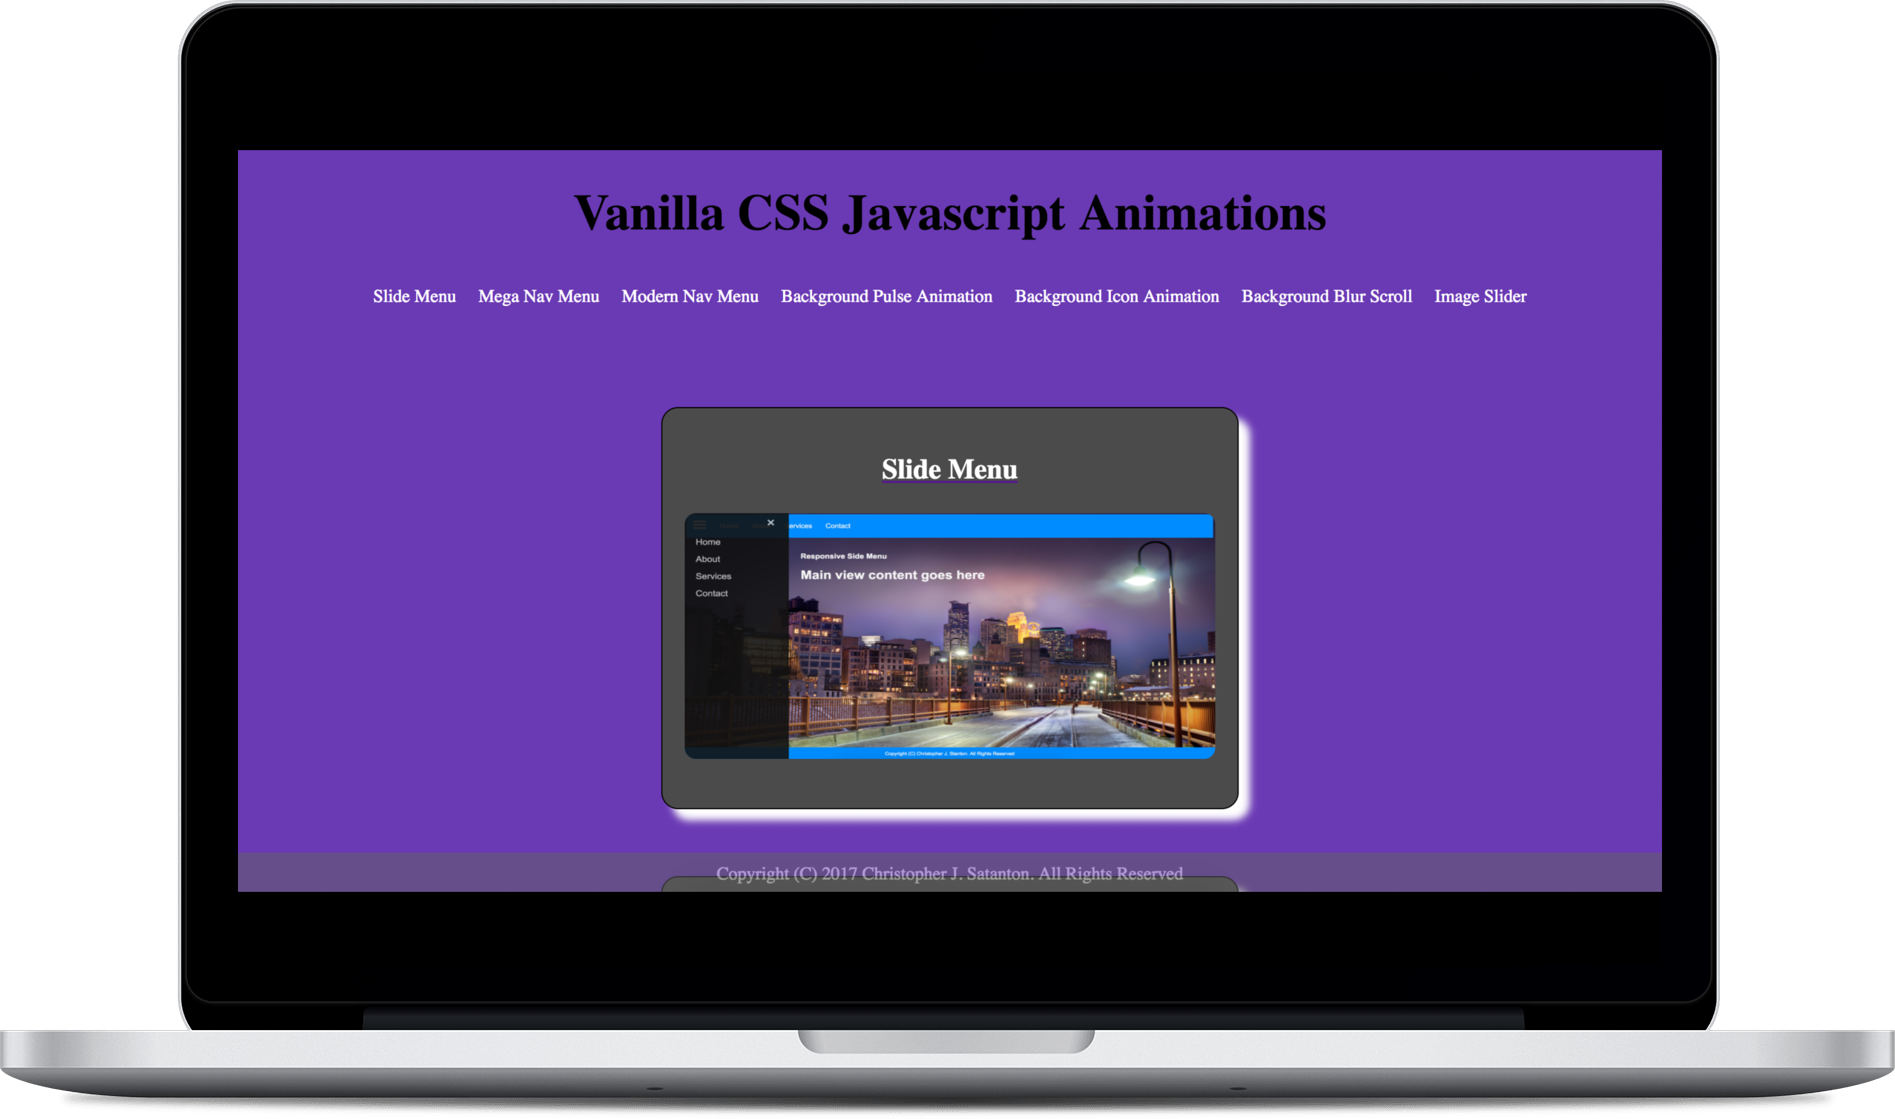 Vanilla CSS Javascript Animations
Slide Menu Mega Nav Menu Modern Nav Menu Background Pulse Animation Background Icon Animation Background Blur Scroll Image Slider
Slide Menu
× ervices Contact
Home
About
Services
Contact
Responsive Side Menu
Main view content goes here
Copyright (C) Christopher J. Stanton. All Rights Reserved
Copyright (C) 2017 Christopher J. Satanton. All Rights Reserved